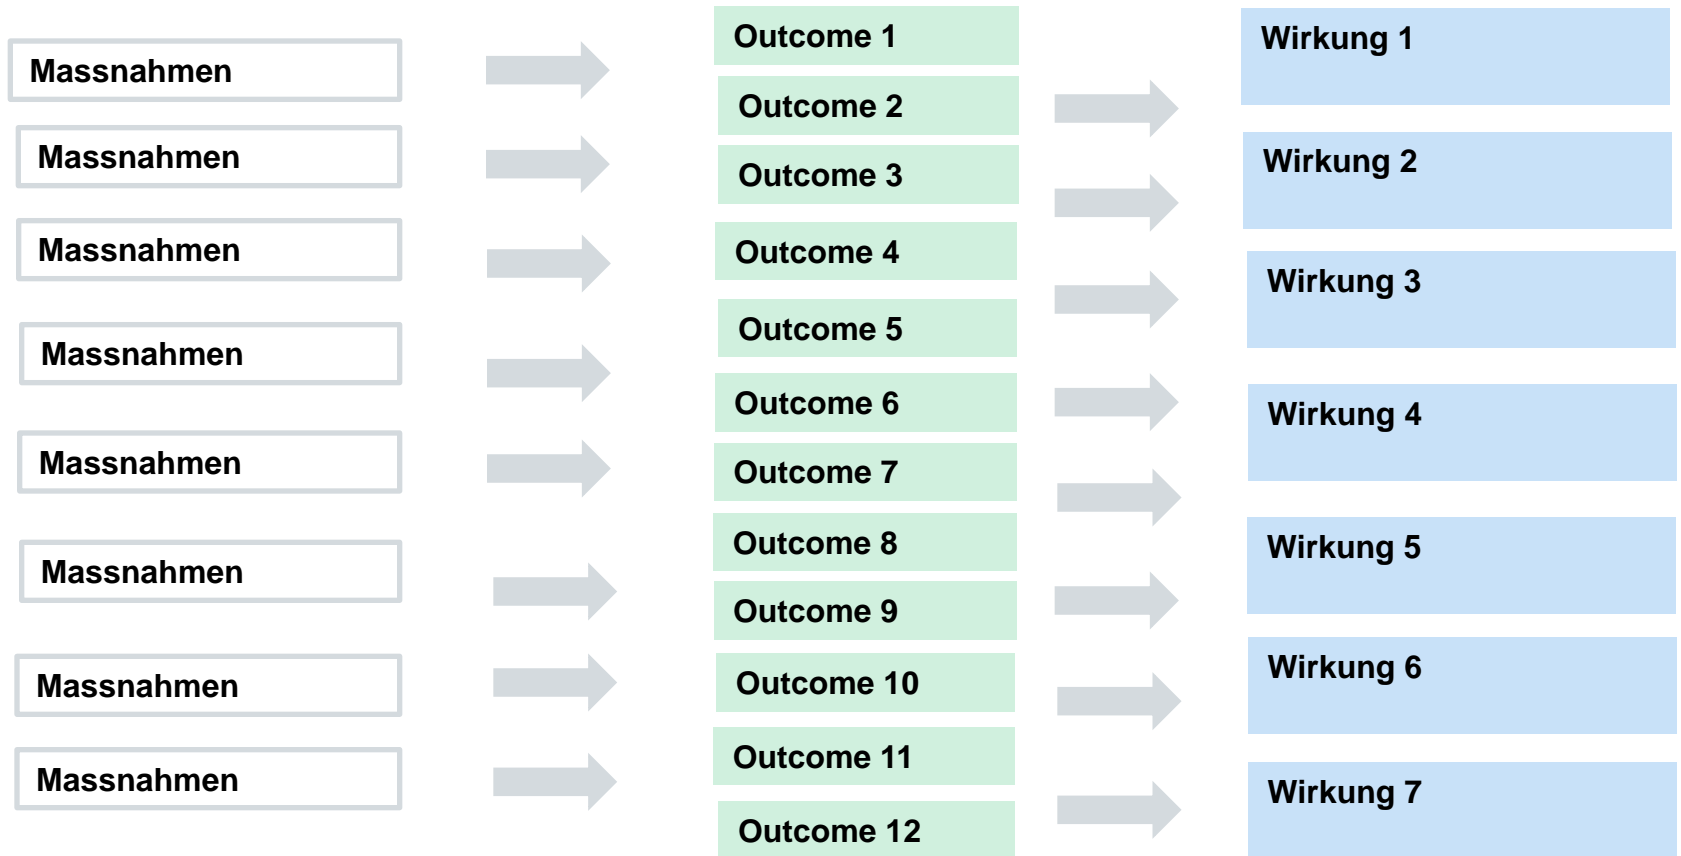 Massnahmen
Massnahmen
Massnahmen
Massnahmen
Massnahmen
Massnahmen
Massnahmen
Massnahmen
Outcome 1
Outcome 2
Outcome 3
Outcome 4
Outcome 5
Outcome 6
Outcome 7
Outcome 8
Outcome 9
Outcome 10
Outcome 11
Outcome 12
Wirkung 1
Wirkung 2
Wirkung 3
Wirkung 4
Wirkung 5
Wirkung 6
Wirkung 7